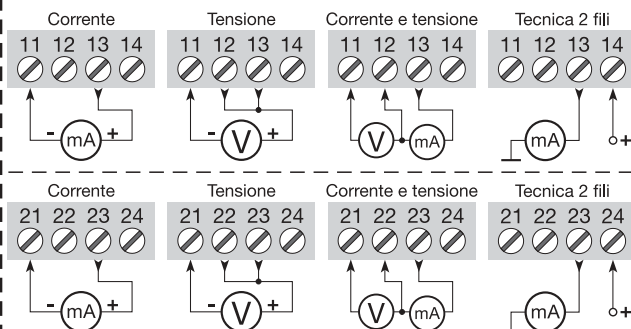 Corrente Tensione Corrente e tensione Tecnica 2 fili
11 12 13 14 11 12 13 14 11 12 13 14 11 12 13 14
- mA + - V + V mA mA +
Corrente Tensione Corrente e tensione Tecnica 2 fili
21 22 23 24 21 22 23 24 21 22 23 24 21 22 23 24
- mA + - V + V mA mA +